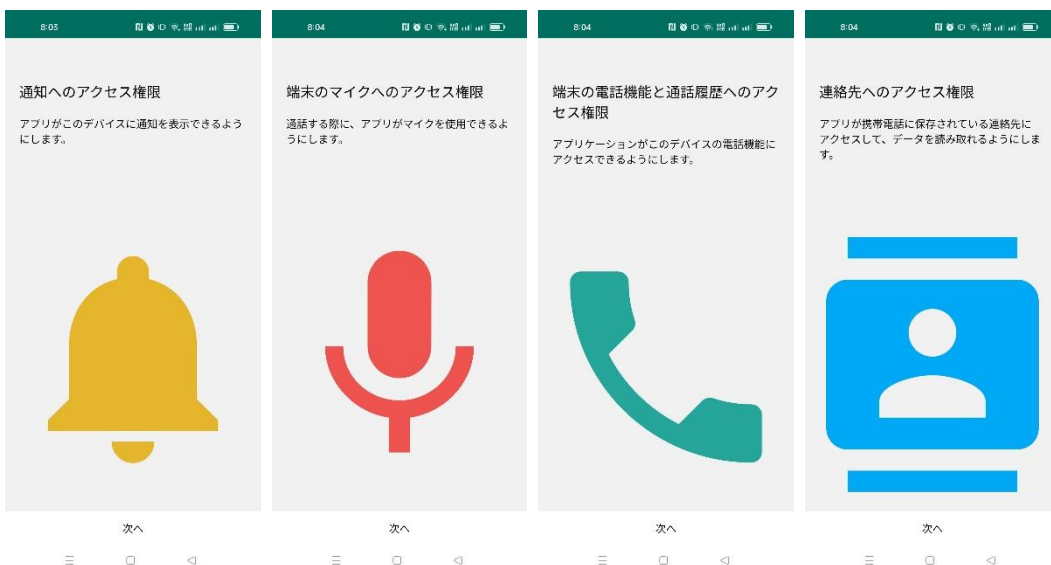 8:03
通知へのアクセス権限
アプリがこのデバイスに通知を表示できるよう
にします。
次へ
8:04
端末のマイクへのアクセス権限
通話する際に、アプリがマイクを使用できるよ
うにします。
次へ
8:04
端末の電話機能と通話履歴へのアク
セス権限
アプリケーションがこのデバイスの電話機能に
アクセスできるようにします。
次へ
8:04
連絡先へのアクセス権限
アプリが携帯電話に保存されている連絡先に
アクセスして、データを読み取れるようにしま
す。
次へ